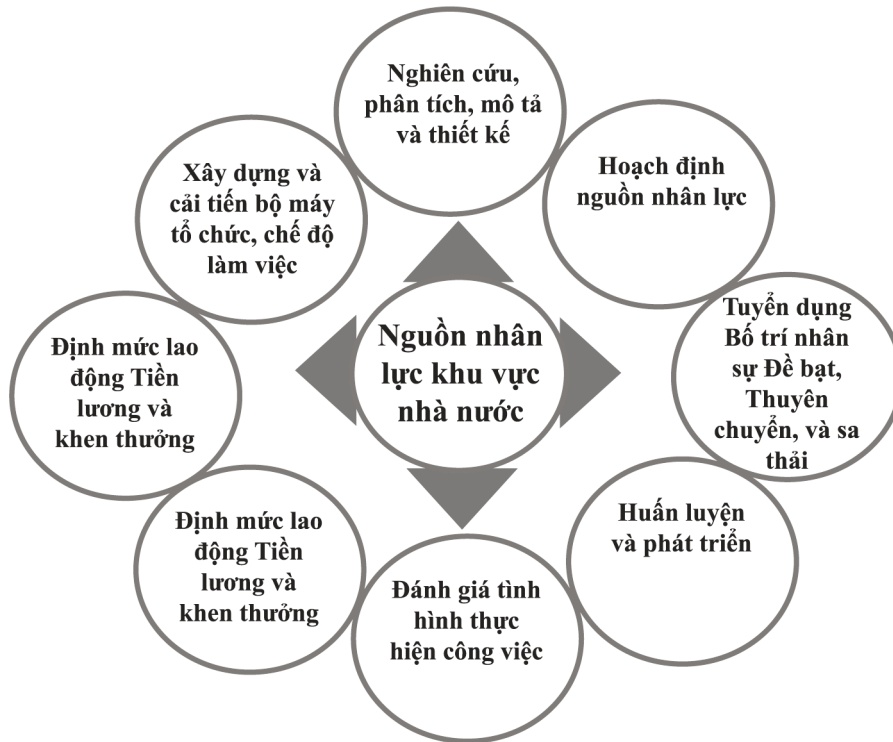 Nghiên cứu,
phân tích, mô tả
và thiết kế
Hoạch định
nguồn nhân lực
Xây dựng và
cải tiến bộ máy
tổ chức, chế độ
làm việc
Tuyển dụng
Bố trí nhân
sự Đề bạt,
Thuyên
chuyển, và sa
thải
Nguồn nhân
lực khu vực
nhà nước
Định mức lao
động Tiền
lương và
khen thưởng
Huấn luyện
và phát triển
Định mức lao
động Tiền
lương và
khen thưởng
Đánh giá tình
hình thực
hiện công việc